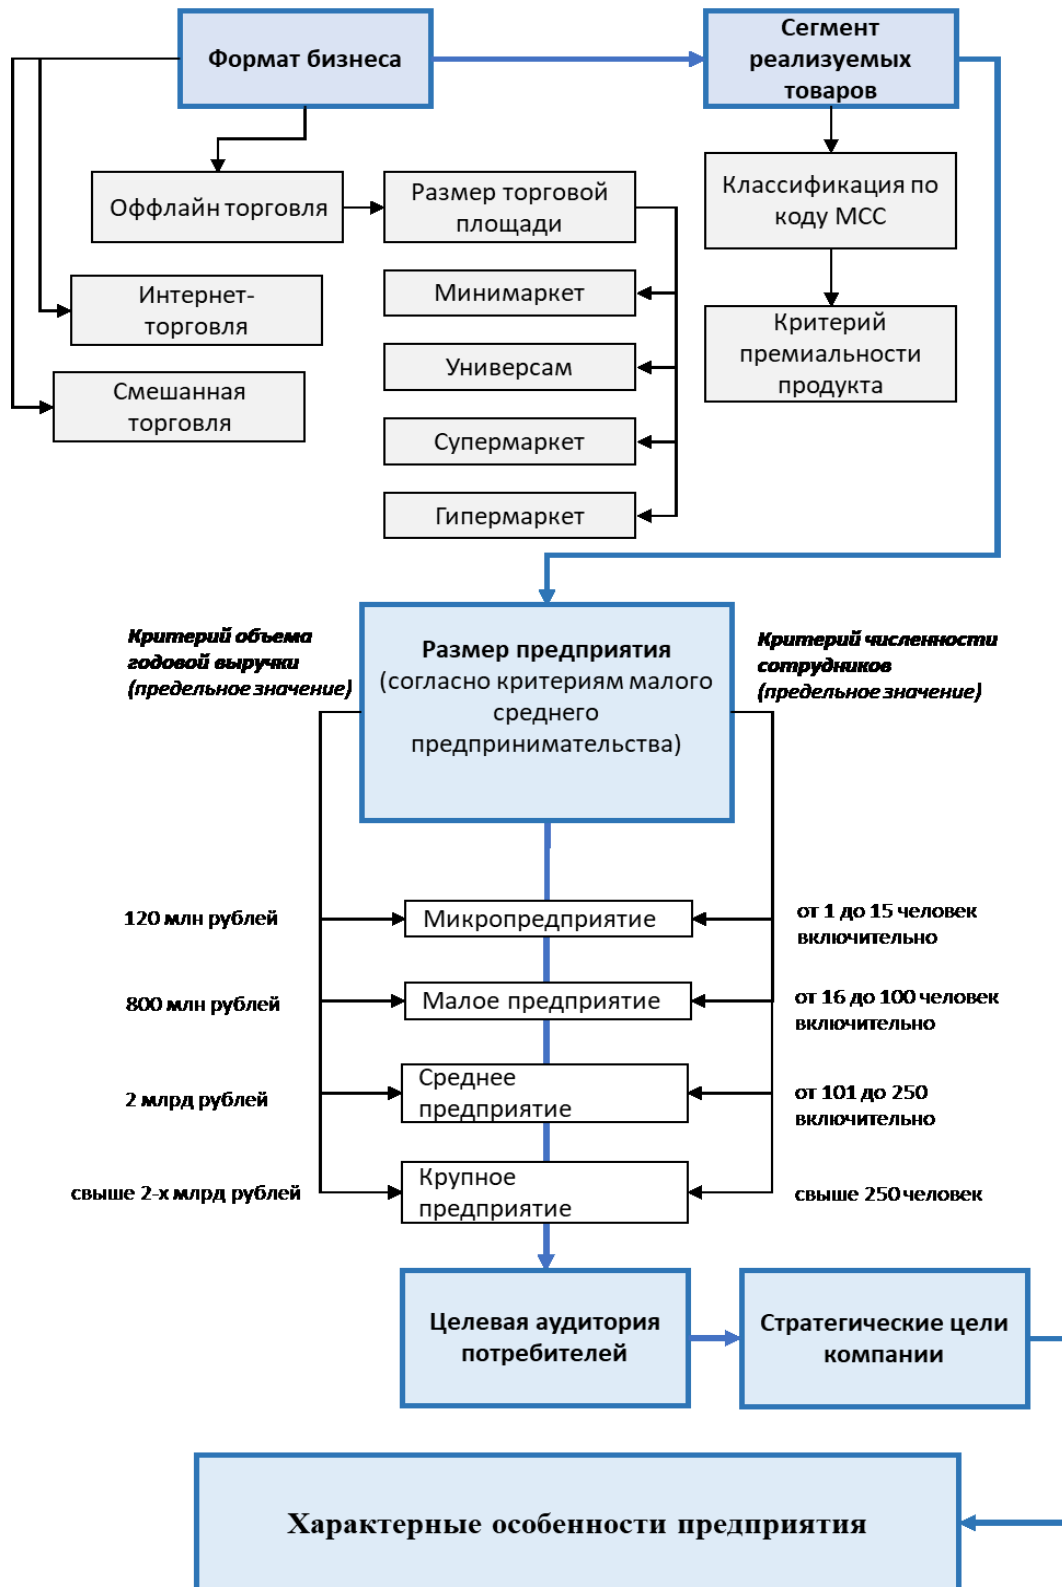 Формат бизнеса
Сегмент
реализуемых
товаров
Оффлайн торговля
Размер торговой
площади
Классификация по
коду МСС
Интернет-
торговля
Минимаркет
Критерий
премиальности
продукта
Универсам
Смешанная
торговля
Супермаркет
Гипермаркет
Критерий объема
годовой выручки
(предельное значение)
Размер предприятия
(согласно критериям малого
среднего
предпринимательства)
Критерий численности
сотрудников
(предельное значение)
120 млн рублей
Микропредприятие
от 1 до 15 человек
включительно
800 млн рублей
Малое предприятие
от 16 до 100 человек
включительно
2 млрд рублей
Среднее
предприятие
от 101 до 250
включительно
свыше 2-х млрд рублей
Крупное
предприятие
свыше 250 человек
Целевая аудитория
потребителей
Стратегические цели
компании
Характерные особенности предприятия